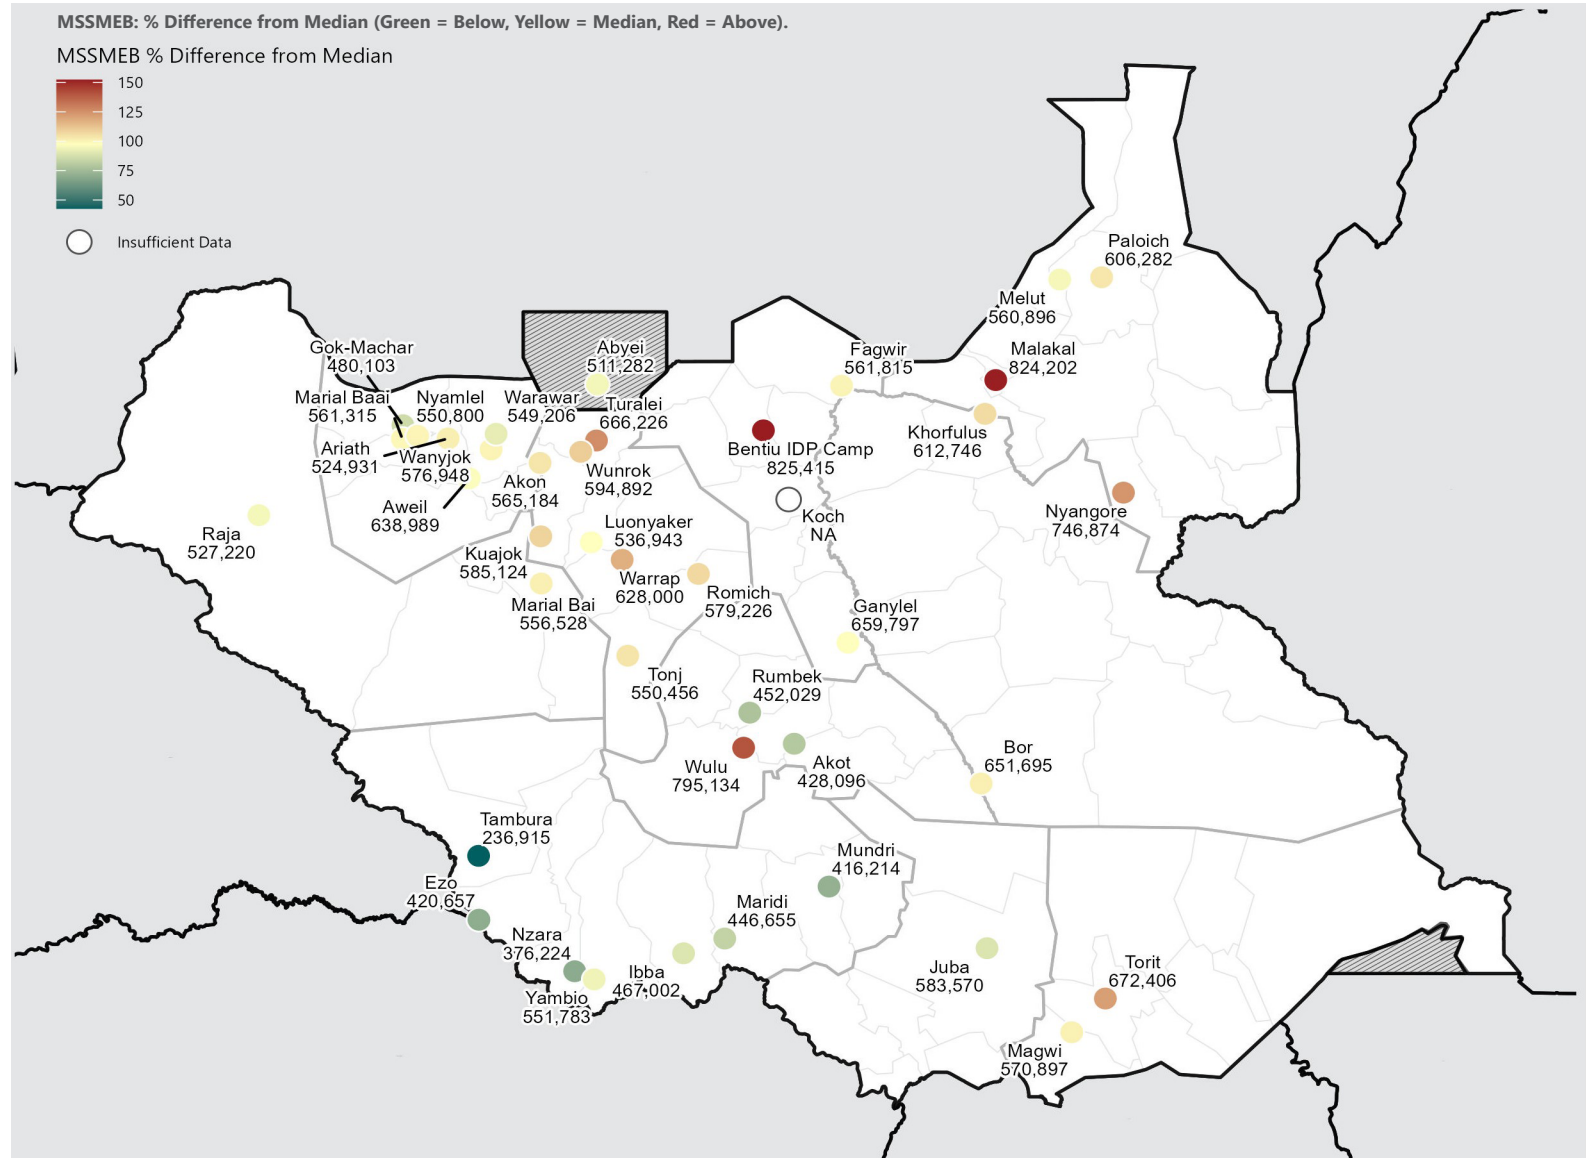 MSSMEB: % Difference from Median (Green = Below, Yellow = Median, Red = Above).
MSSMEB % Difference from Median
150
125
100
75
50
Insufficient Data
Paloich
606,282
Melut
560,896
Gok-Machar
480,103
Abyei
511,282
Fagwir
561,815
Malakal
824,202
Marial Baai
561,315
Nyamlel
550,800
Warawar
549,206
Turalei
666,226
Ariath
524,931
Wanyjok
576,948
Bentiu IDP Camp
825,415
Khorfulus
612,746
Wunrok
594,892
Akon
565,184
Aweil
638,989
Koch
NA
Nyangore
746,874
Raja
527,220
Luonyaker
536,943
Kuajok
585,124
Warrap
628,000
Romich
579,226
Marial Bai
556,528
Ganylel
659,797
Tonj
550,456
Rumbek
452,029
Wulu
795,134
Akot
428,096
Bor
651,695
Tambura
236,915
Mundri
416,214
Ezo
420,657
Maridi
446,655
Nzara
376,224
Ibba
467,002
Yambio
551,783
Juba
583,570
Torit
672,406
Magwi
570,897